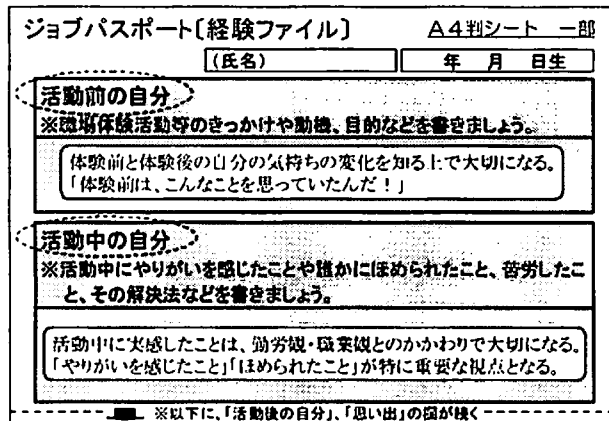 ジョブパスポート〔経験ファイル〕
A4判シート 一部
(氏名)
年 月 日生
活動前の自分
※職場体験活動等のきっかけや動機、目的などを書きましょう。
体験前と体験後の自分の気持ちの変化を知る上で大切になる。
「体験前は、こんなことを思っていたんだ!」
活動中の自分
※活動中にやりがいを感じたことや誰かにほめられたこと、苦労したこ
と、その解決法などを書きましょう。
活動中に実感したことは、勤労観・職業観とのかかわりで大切になる。
「やりがいを感じたこと」「ほめられたこと」が特に重要な視点となる。
※以下に、「活動後の自分」、「思い出」の図が続く